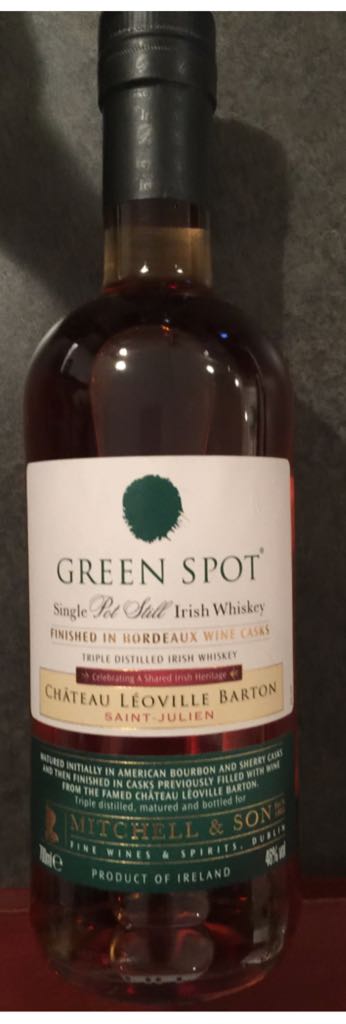 GREEN SPOT®
Single Pot Still Irish Whiskey
FINISHED IN BORDEAUX WINE CASKS
TRIPLE DISTILLED IRISH WHISKEY
Celebrating A Shared Irish Heritage
CHÂTEAU LÉOVILLE BARTON
SAINT-JULIEN
MATURED INITIALLY IN AMERICAN BOURBON AND SHERRY CASKS
AND THEN FINISHED IN CASKS PREVIOUSLY FILLED WITH WINE
FROM THE FAMED CHÂTEAU LÉOVILLE BARTON.
Triple distilled, matured and bottled for
MITCHELL & SON
FINE WINES & SPIRITS, DUBLIN
700ml℮ 46% vol
PRODUCT OF IRELAND